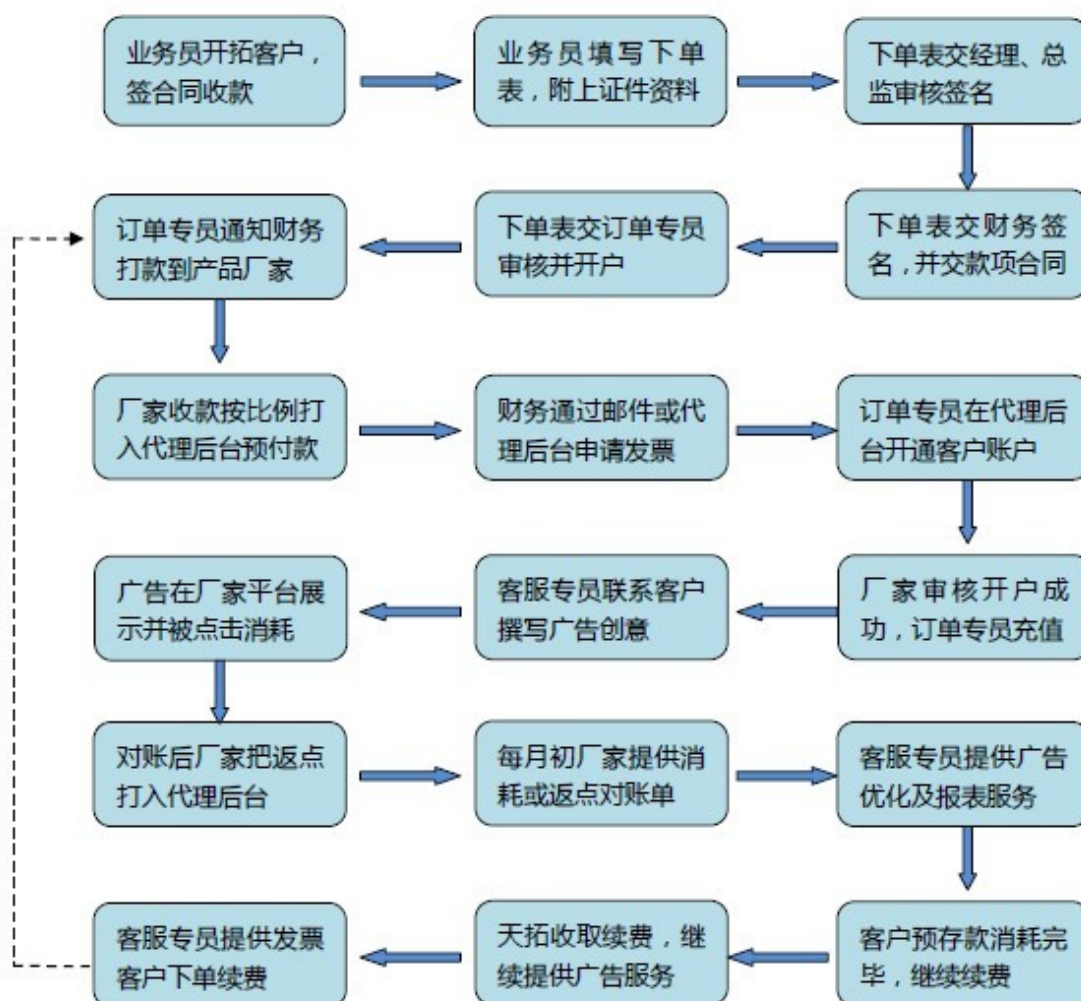 业务员开拓客户，
签合同收款
业务员填写下单
表，附上证件资料
下单表交经理、总
监审核签名
订单专员通知财务
打款到产品厂家
下单表交订单专员
审核并开户
下单表交财务签
名，并交款项合同
厂家收款按比例打
入代理后台预付款
财务通过邮件或代
理后台申请发票
订单专员在代理后
台开通客户账户
广告在厂家平台展
示并被点击消耗
客服专员联系客户
撰写广告创意
厂家审核开户成
功，订单专员充值
对账后厂家把返点
打入代理后台
每月初厂家提供消
耗或返点对账单
客服专员提供广告
优化及报表服务
客服专员提供发票
客户下单续费
天拓收取续费，继
续提供广告服务
客户预存款消耗完
毕，继续续费